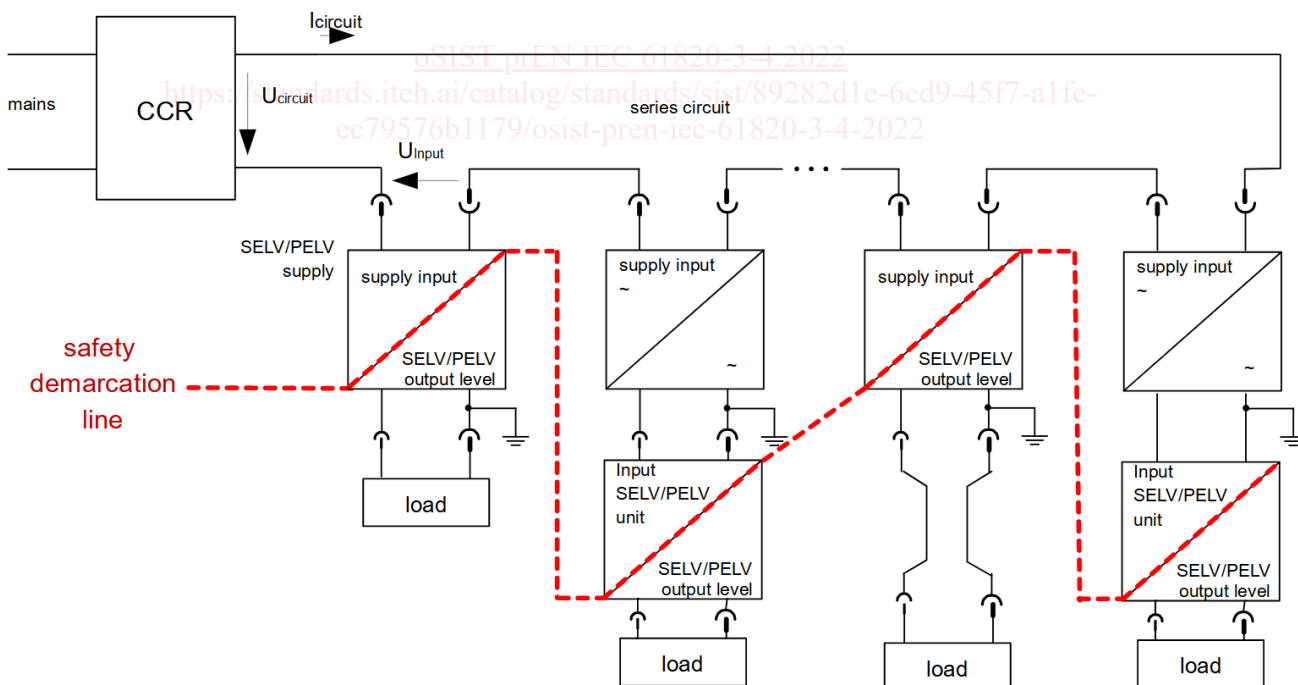 Icircuit
oSIST prEN IEC 61820-3-4:2022
https://standards.iteh.ai/catalog/standards/sist/89282d1e-6ed9-45f7-a1fe-
ec79576b1179/osist-pren-iec-61820-3-4-2022
mains
CCR
Ucircuit
series circuit
UInput
SELV/PELV
supply
supply input
SELV/PELV
output level
supply input
~
~
supply input
SELV/PELV
output level
supply input
~
~
safety
demarcation
line
load
Input
SELV/PELV
unit
SELV/PELV
output level
Input
SELV/PELV
unit
SELV/PELV
output level
load
load
load